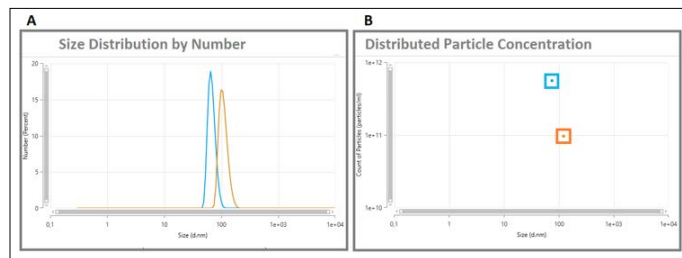 A
Size Distribution by Number
20
15
10
5
0
Number (Percent)
0,1
1
10
100
1e+03
1e+04
Size (d.nm)
B
Distributed Particle Concentration
1e+12
1e+11
1e+10
Count of Particles (particles/ml)
0,1
1
10
100
1e+03
1e+04
Size (d.nm)